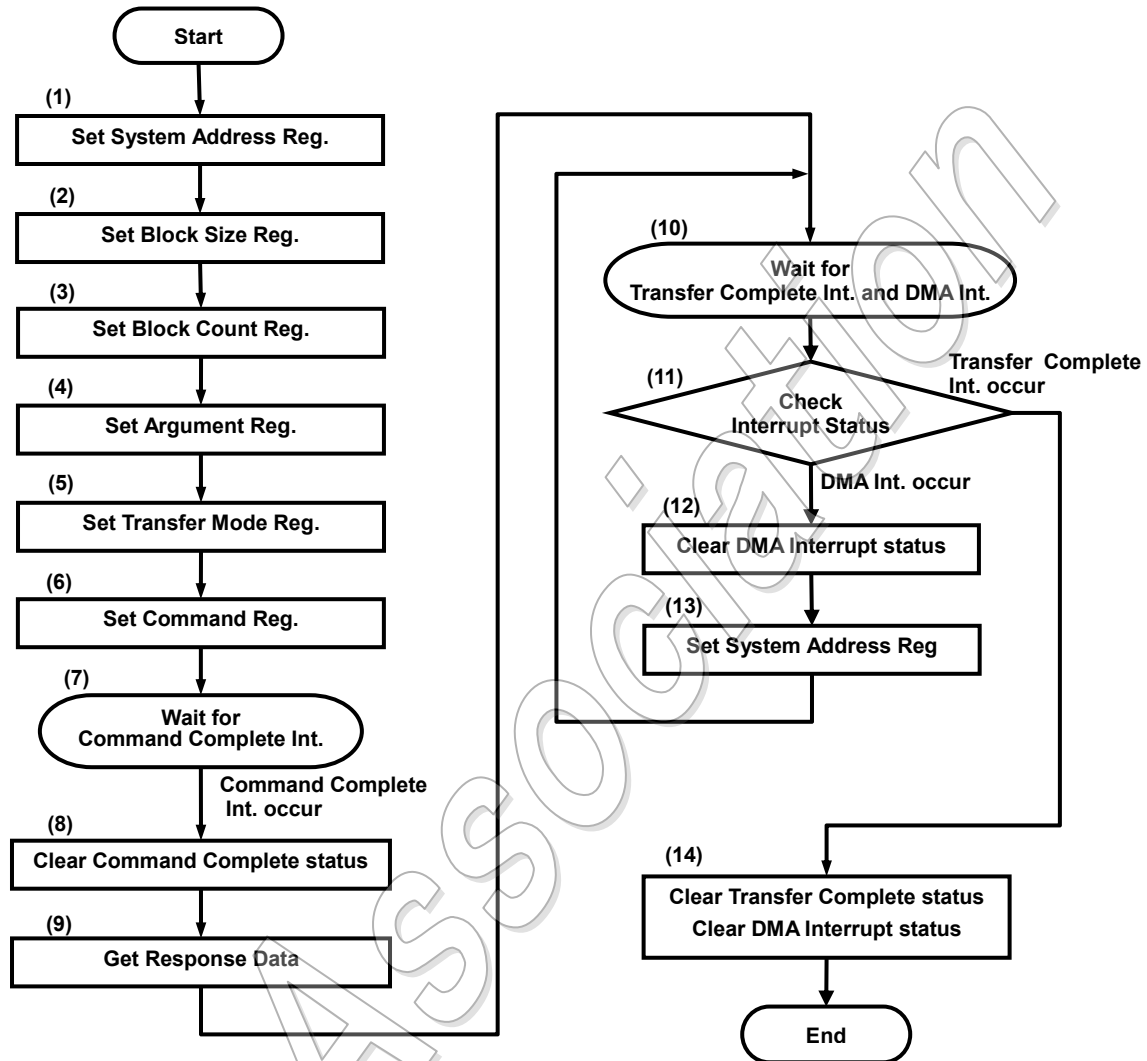 Start
(1)
Set System Address Reg.
(2)
Set Block Size Reg.
(3)
Set Block Count Reg.
(4)
Set Argument Reg.
(5)
Set Transfer Mode Reg.
(6)
Set Command Reg.
(7)
Wait for
Command Complete Int.
Command Complete
Int. occur
(8)
Clear Command Complete status
(9)
Get Response Data
(10)
Wait for
Transfer Complete Int. and DMA Int.
(11)
Check
Interrupt Status
Transfer Complete
Int. occur
DMA Int. occur
(12)
Clear DMA Interrupt status
(13)
Set System Address Reg
(14)
Clear Transfer Complete status
Clear DMA Interrupt status
End
Association